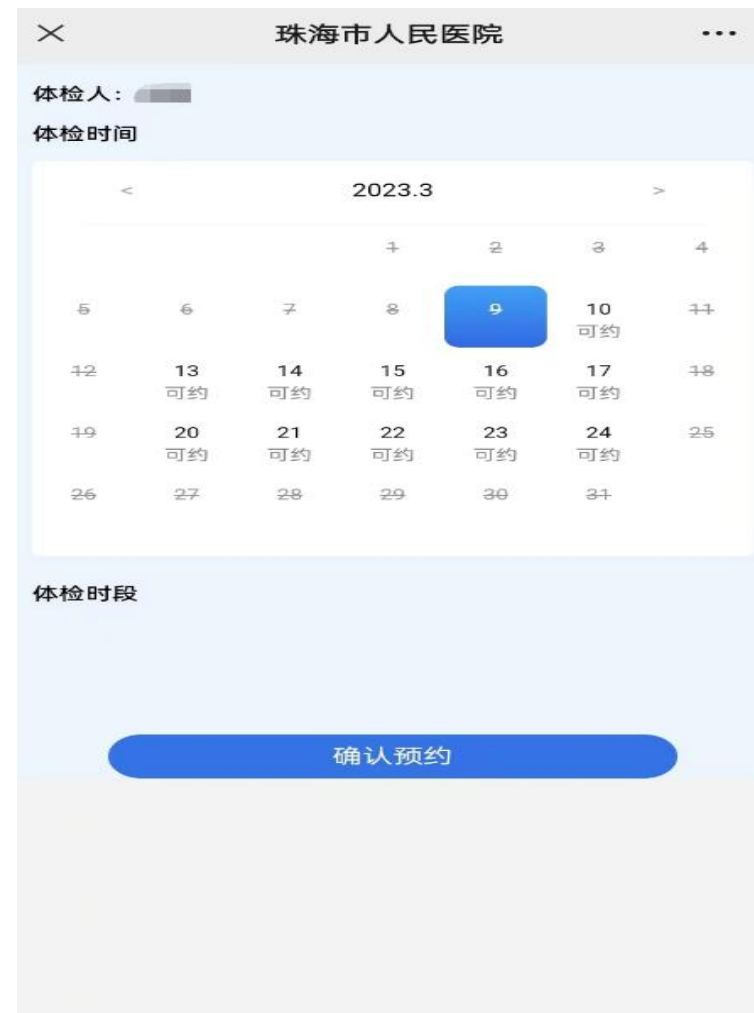 珠海市人民医院
体检人:
体检时间
< 2023.3 >
1 2 3 4
5 6 7 8 9 10 11
可约
12 13 14 15 16 17 18
可约 可约 可约 可约 可约
19 20 21 22 23 24 25
可约 可约 可约 可约 可约
26 27 28 29 30 31
体检时段
确认预约